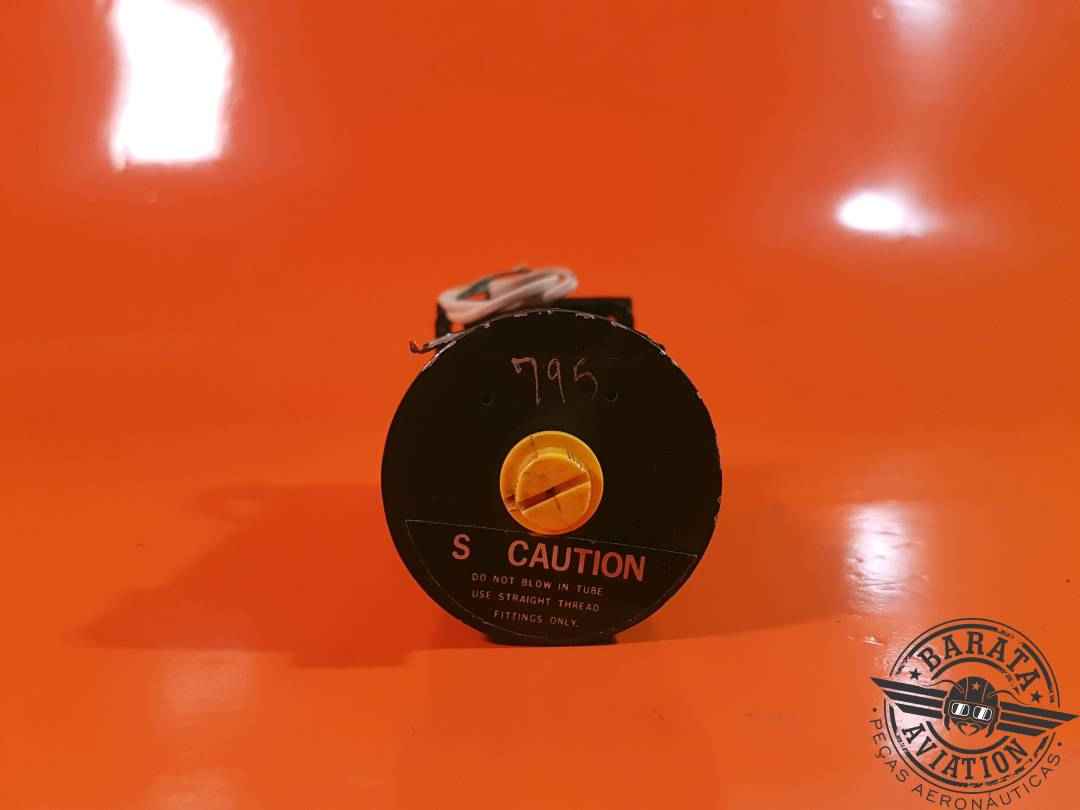 795
S CAUTION
DO NOT BLOW IN TUBE
USE STRAIGHT THREAD
FITTINGS ONLY.
BARATA
AVIATION
• PEÇAS AERONÁUTICAS •